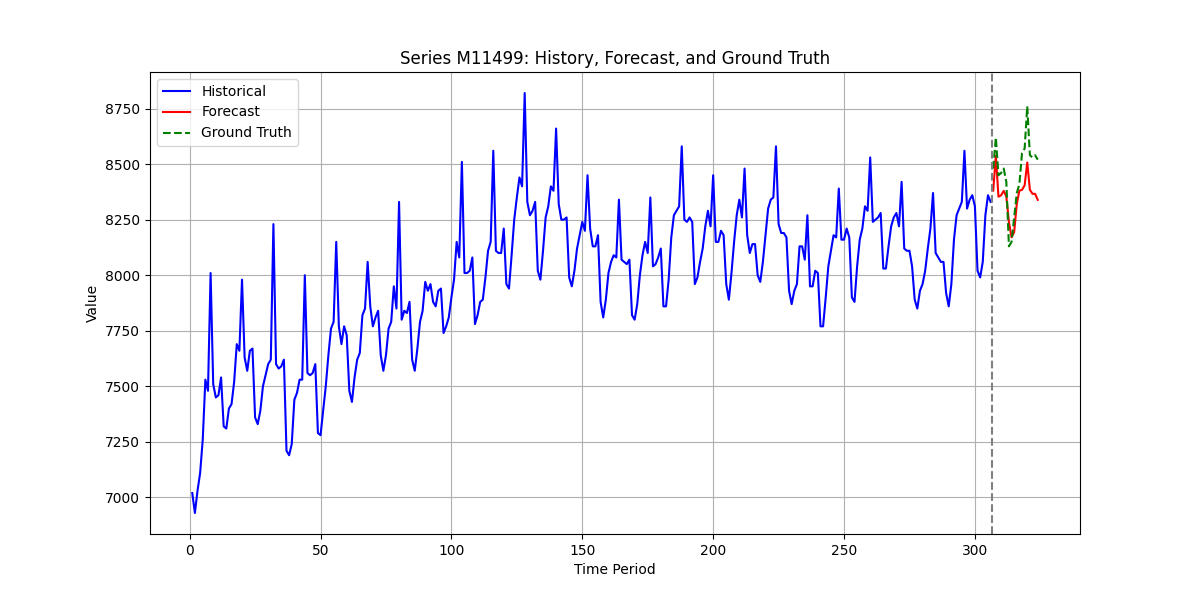 Series M11499: History, Forecast, and Ground Truth
Historical
Forecast
Ground Truth
8750
8500
8250
8000
7750
7500
7250
7000
Value
0 50 100 150 200 250 300
Time Period